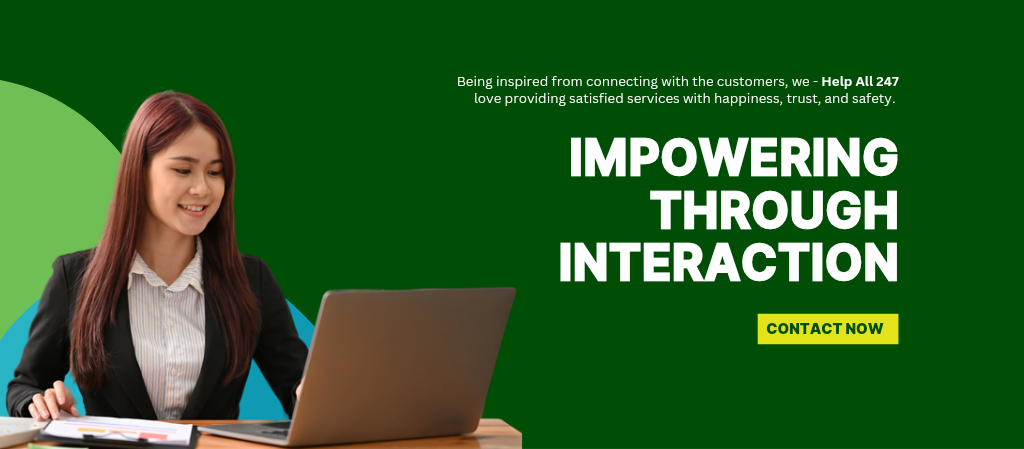 Being inspired from connecting with the customers, we - Help All 247
love providing satisfied services with happiness, trust, and safety.
IMPOWERING
THROUGH
INTERACTION
CONTACT NOW